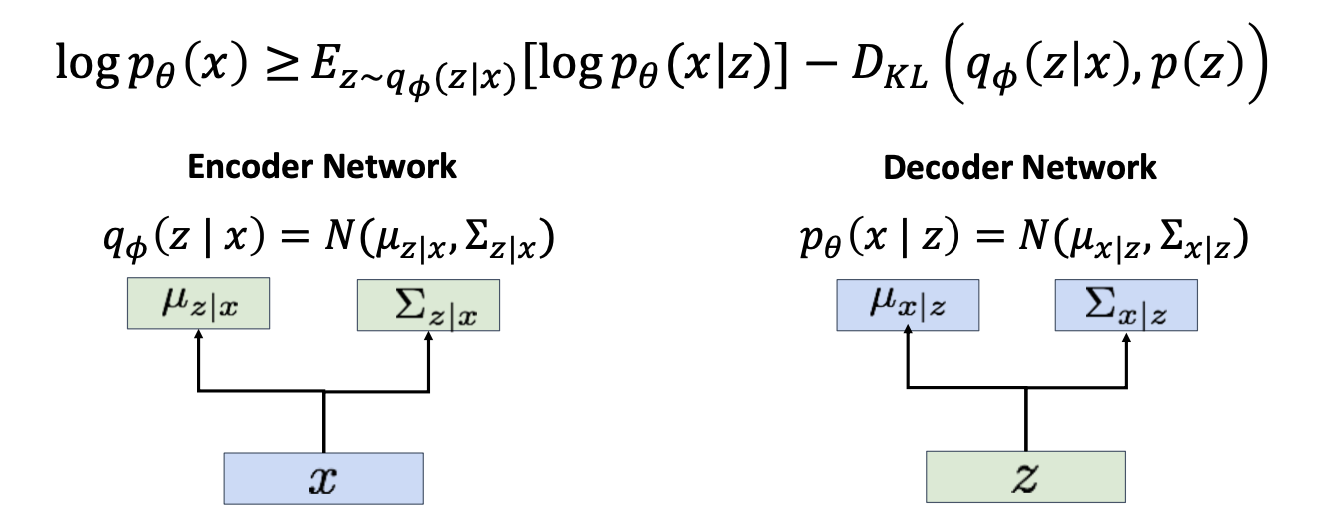 log p_θ(x) ≥ E_{z~q_ϕ(z|x)}[log p_θ(x|z)] − D_{KL}(q_ϕ(z|x), p(z))
Encoder Network
q_ϕ(z | x) = N(μ_{z|x}, Σ_{z|x})
μ_{z|x} Σ_{z|x}
x
Decoder Network
p_θ(x | z) = N(μ_{x|z}, Σ_{x|z})
μ_{x|z} Σ_{x|z}
z